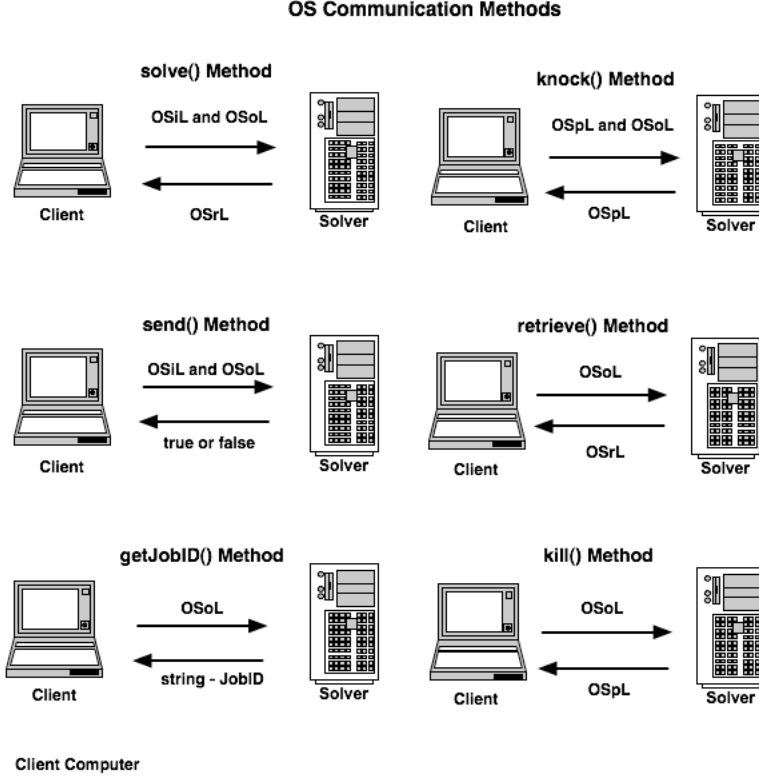 OS Communication Methods
solve() Method
OSiL and OSoL
OSrL
Client
Solver
knock() Method
OSpL and OSoL
OSpL
Client
Solver
send() Method
OSiL and OSoL
true or false
Client
Solver
retrieve() Method
OSoL
OSrL
Client
Solver
getJobID() Method
OSoL
string - JobID
Client
Solver
kill() Method
OSoL
OSpL
Client
Solver
Client Computer